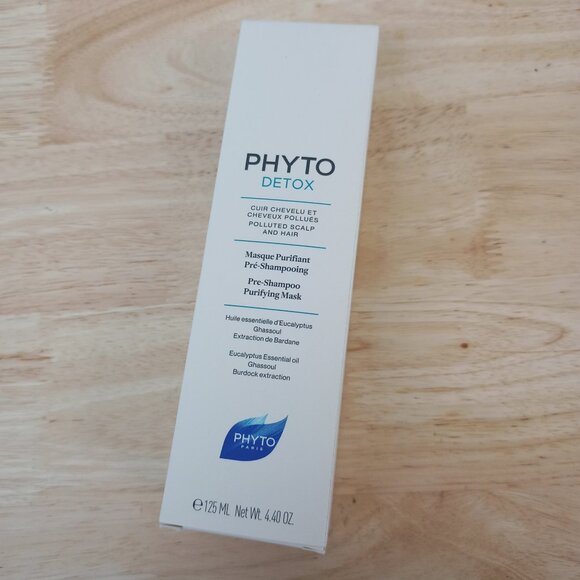 PHYTO
DETOX
CUIR CHEVELU ET
CHEVEUX POLLUÉS
POLLUTED SCALP
AND HAIR
Masque Purifiant
Pré-Shampooing
Pre-Shampoo
Purifying Mask
Huile essentielle d'Eucalyptus
Ghassoul
Extraction de Bardane
Eucalyptus Essential oil
Ghassoul
Burdock extraction
PHYTO
PARIS
℮125 ML Net Wt. 4.40 OZ.